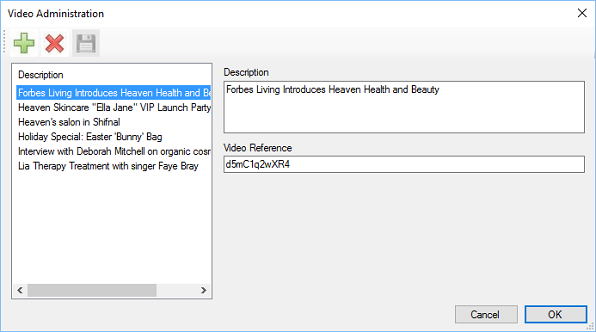 Video Administration
Description
Forbes Living Introduces Heaven Health and Be
Heaven Skincare "Ella Jane" VIP Launch Party
Heaven's salon in Shifnal
Holiday Special: Easter 'Bunny' Bag
Interview with Deborah Mitchell on organic cosm
Lia Therapy Treatment with singer Faye Bray
Description
Forbes Living Introduces Heaven Health and Beauty
Video Reference
d5mC1q2wXR4
Cancel
OK